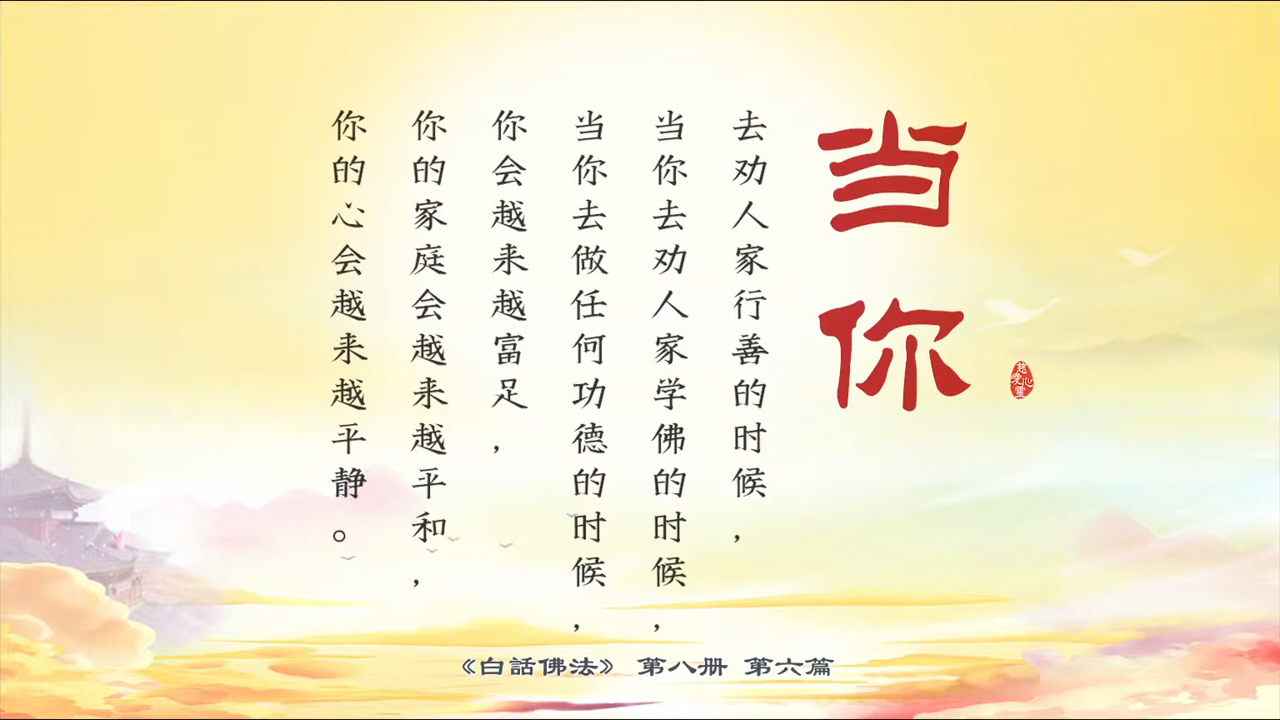 当你
去劝人家行善的时候，
当你去劝人家学佛的时候，
当你去做任何功德的时候，
你会越来越富足，
你的家庭会越来越平和，
你的心会越来越平静。
《白話佛法》 第八册 第六篇